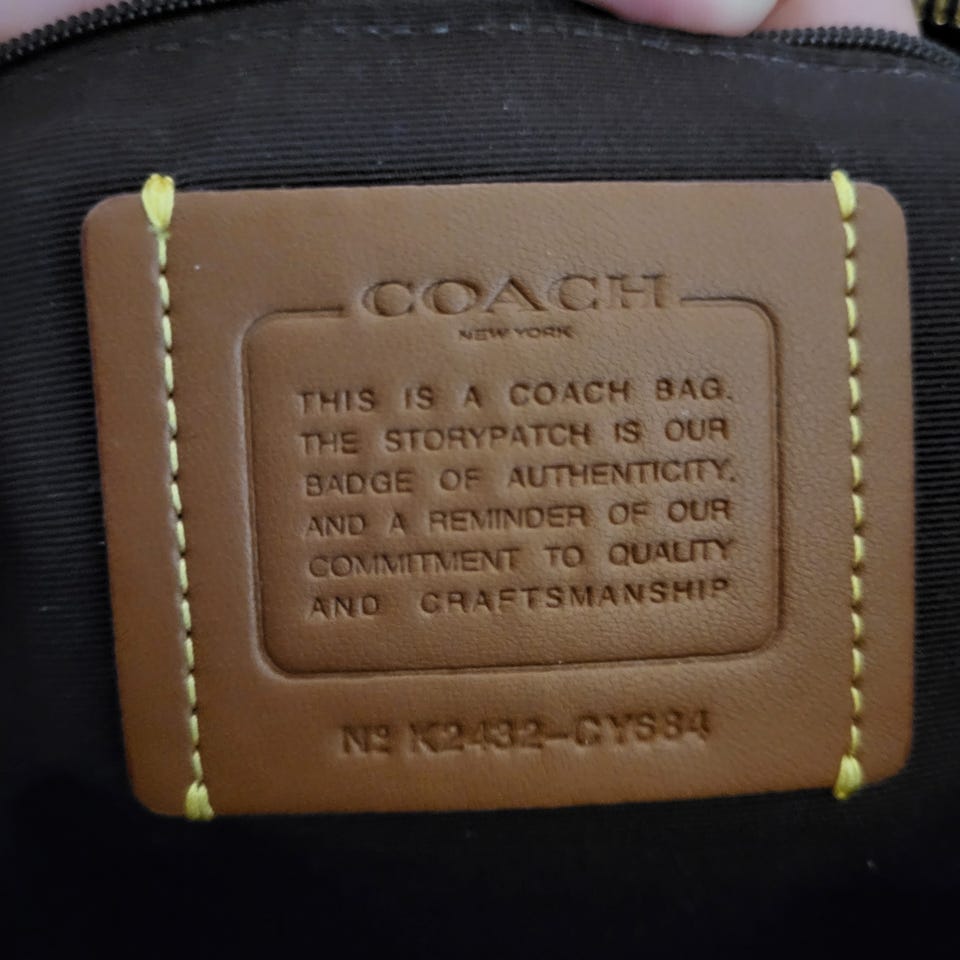 COACH
NEW YORK
THIS IS A COACH BAG.
THE STORYPATCH IS OUR
BADGE OF AUTHENTICITY,
AND A REMINDER OF OUR
COMMITMENT TO QUALITY
AND CRAFTSMANSHIP
Nº K2432-CY684